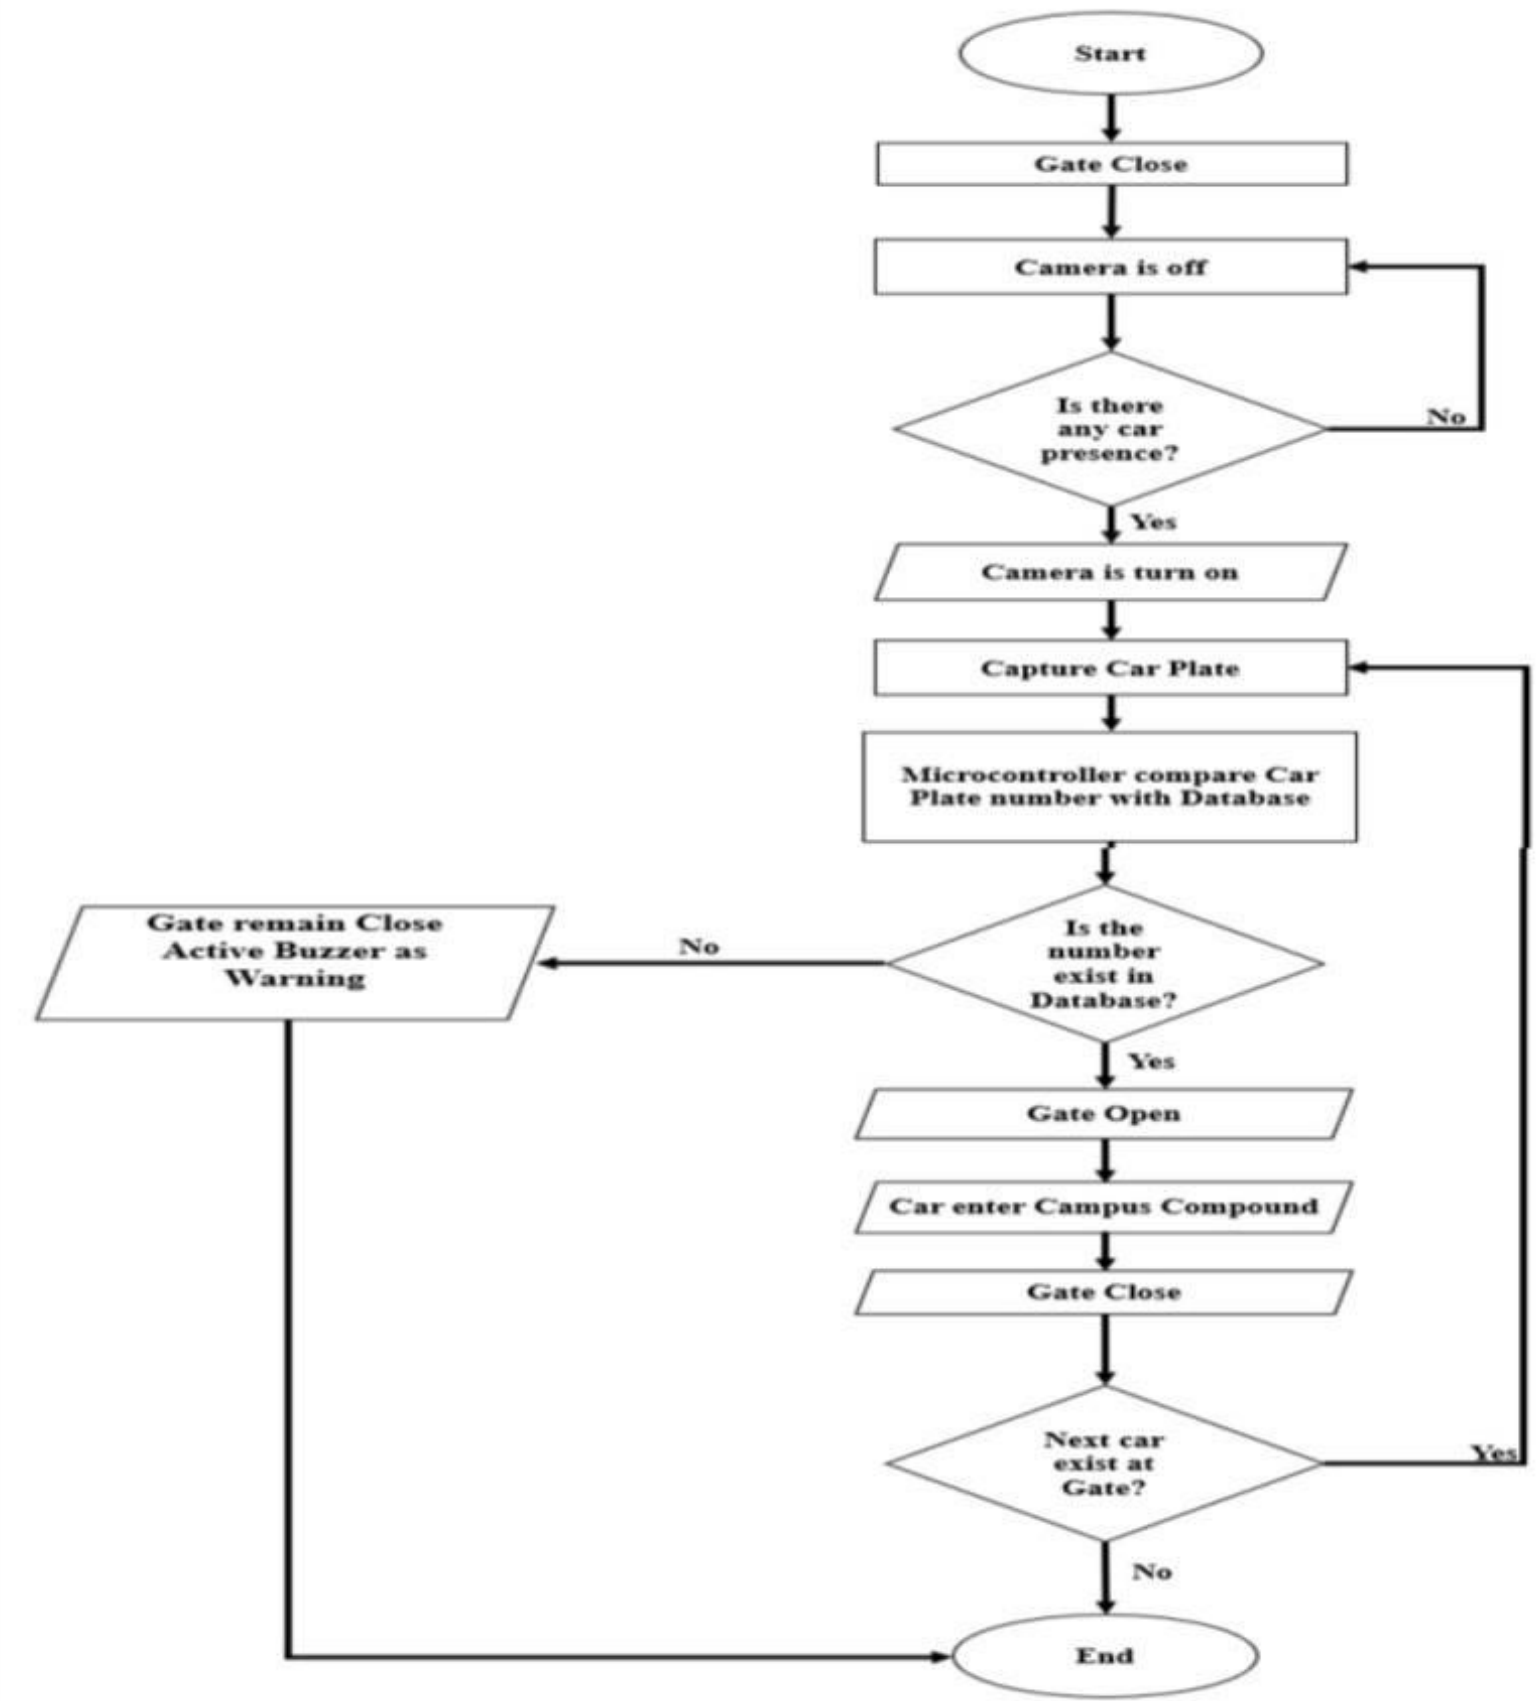 Start
Gate Close
Camera is off
Is there
any car
presence?
No
Yes
Camera is turn on
Capture Car Plate
Microcontroller compare Car
Plate number with Database
Is the
number
exist in
Database?
No
Gate remain Close
Active Buzzer as
Warning
Yes
Gate Open
Car enter Campus Compound
Gate Close
Next car
exist at
Gate?
Yes
No
End